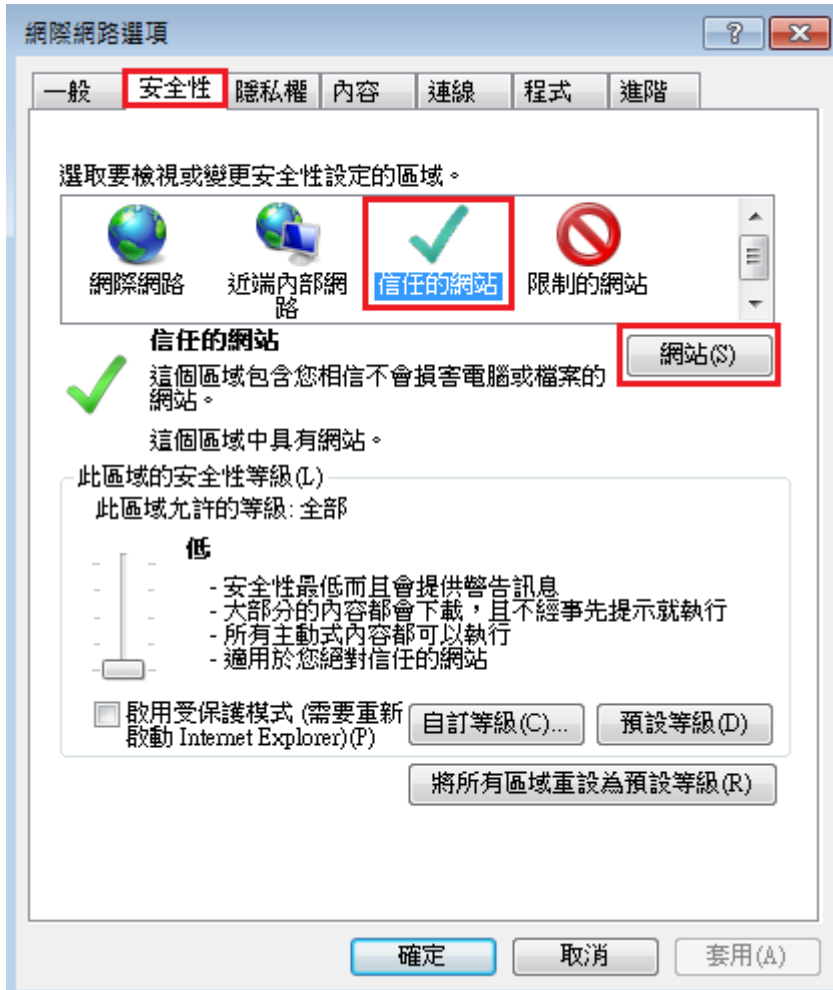 網際網路選項
一般 安全性 隱私權 內容 連線 程式 進階
選取要檢視或變更安全性設定的區域。
網際網路 近端內部網路 信任的網站 限制的網站
信任的網站
網站(S)
這個區域包含您相信不會損害電腦或檔案的
網站。
這個區域中具有網站。
此區域的安全性等級(L)
此區域允許的等級: 全部
低
- 安全性最低而且會提供警告訊息
- 大部分的內容都會下載，且不經事先提示就執行
- 所有主動式內容都可以執行
- 適用於您絕對信任的網站
啟用受保護模式 (需要重新
啟動 Internet Explorer)(P)
自訂等級(C)... 預設等級(D)
將所有區域重設為預設等級(R)
確定 取消 套用(A)